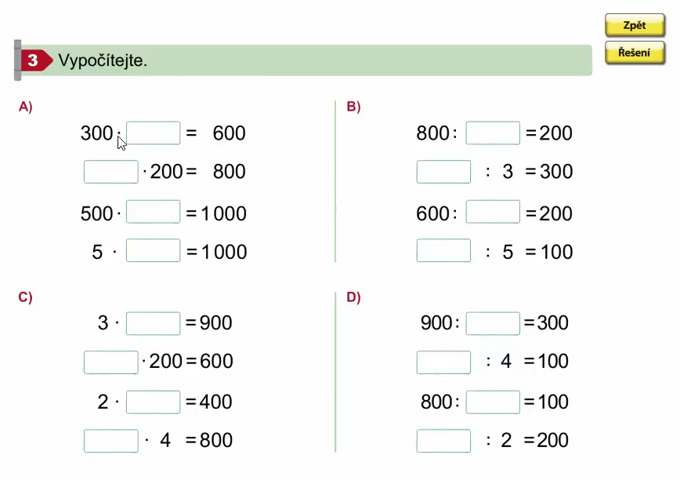 Zpět
Řešení
3 Vypočítejte.
A)
300 · = 600
· 200 = 800
500 · = 1 000
5 · = 1 000
B)
800 : = 200
: 3 = 300
600 : = 200
: 5 = 100
C)
3 · = 900
· 200 = 600
2 · = 400
· 4 = 800
D)
900 : = 300
: 4 = 100
800 : = 100
: 2 = 200